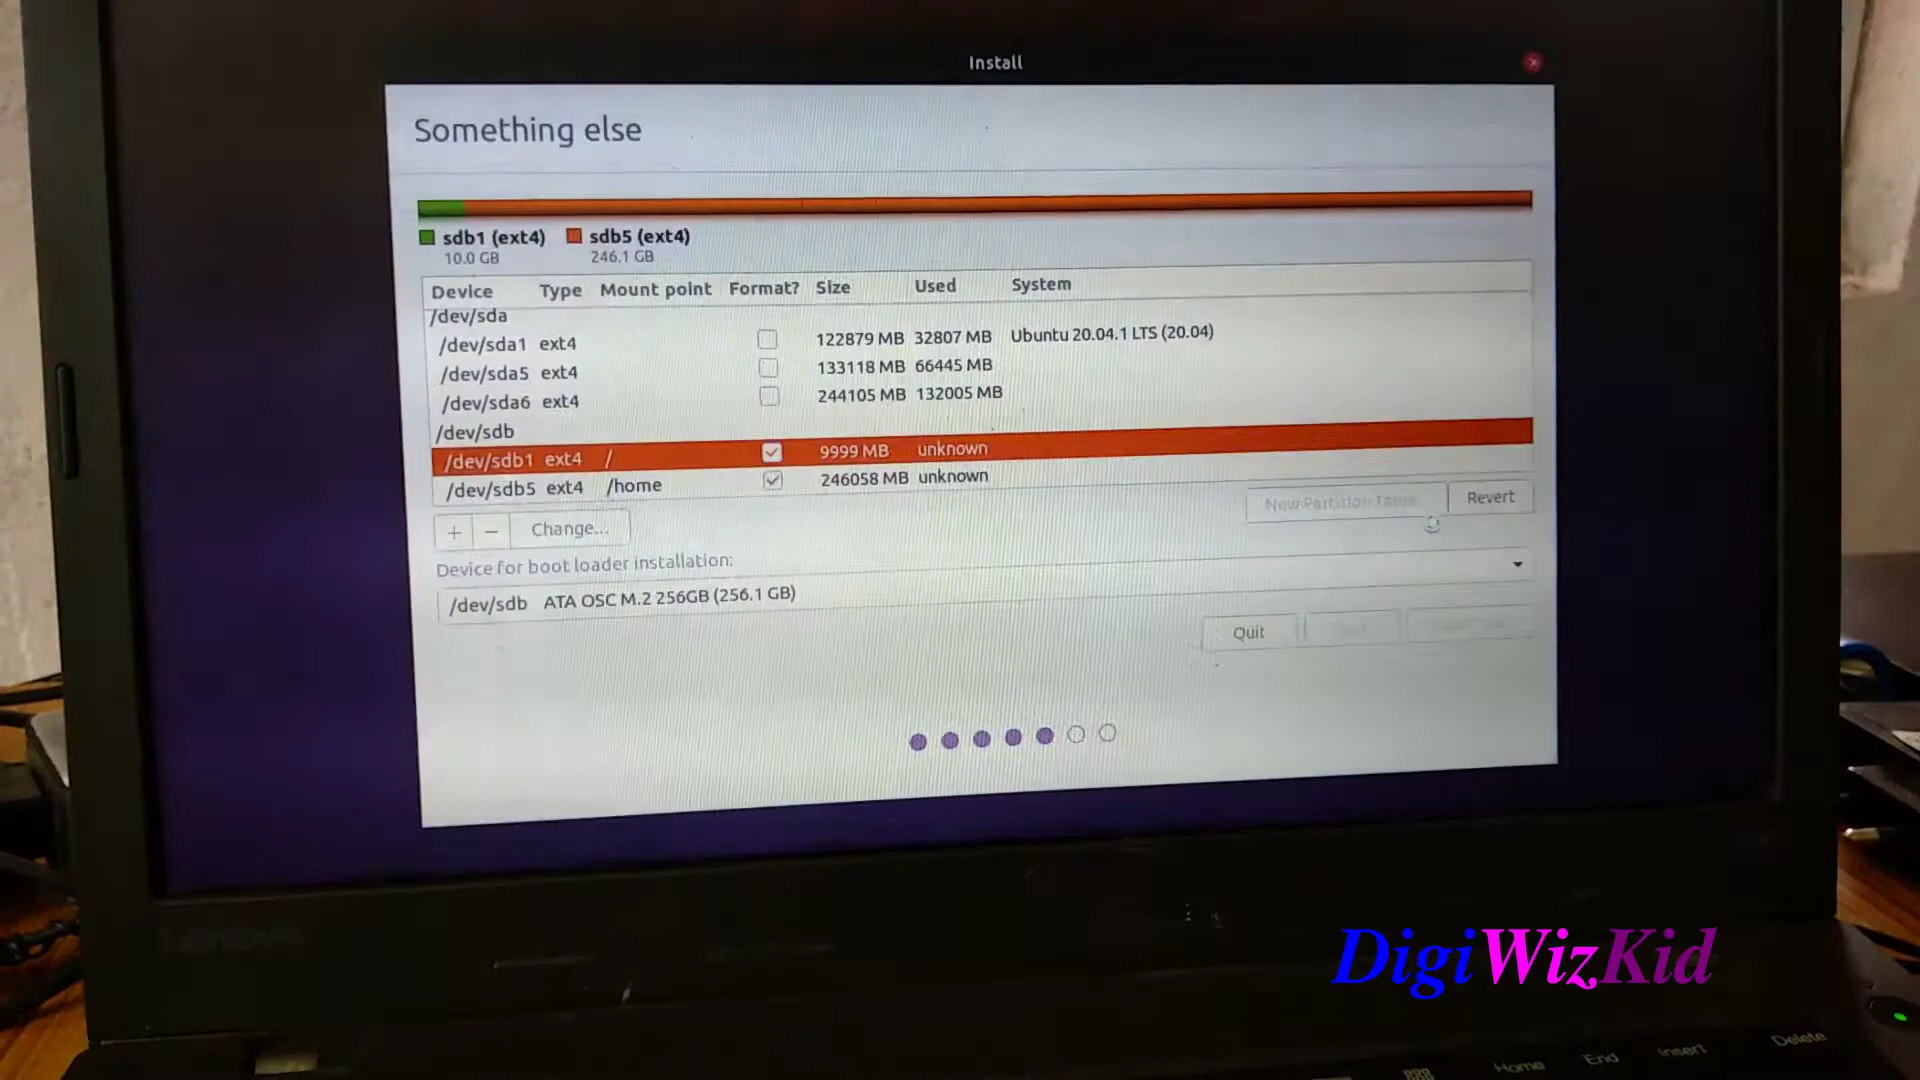 Install
Something else
sdb1 (ext4) sdb5 (ext4)
10.0 GB 246.1 GB
Device Type Mount point Format? Size Used System
/dev/sda
/dev/sda1 ext4 122879 MB 32807 MB Ubuntu 20.04.1 LTS (20.04)
/dev/sda5 ext4 133118 MB 66445 MB
/dev/sda6 ext4 244105 MB 132005 MB
/dev/sdb
/dev/sdb1 ext4 / 9999 MB unknown
/dev/sdb5 ext4 /home 246058 MB unknown
+ − Change... New Partition Revert
Device for boot loader installation:
/dev/sdb ATA OSC M.2 256GB (256.1 GB)
Quit
DigiWizKid
Home End Insert Delete